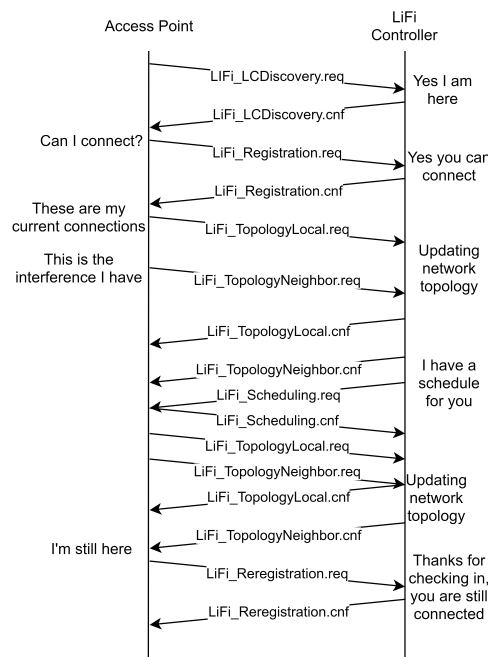 Access Point
LiFi
Controller
LIFi_LCDiscovery.req
Yes I am
here
LiFi_LCDiscovery.cnf
Can I connect?
LiFi_Registration.req
Yes you can
connect
LiFi_Registration.cnf
These are my
current connections
LiFi_TopologyLocal.req
Updating
network
topology
This is the
interference I have
LiFi_TopologyNeighbor.req
LiFi_TopologyLocal.cnf
LiFi_TopologyNeighbor.cnf
I have a
schedule
for you
LiFi_Scheduling.req
LiFi_Scheduling.cnf
LiFi_TopologyLocal.req
LiFi_TopologyNeighbor.req
Updating
network
topology
LiFi_TopologyLocal.cnf
LiFi_TopologyNeighbor.cnf
I'm still here
LiFi_Reregistration.req
Thanks for
checking in,
you are still
connected
LiFi_Reregistration.cnf